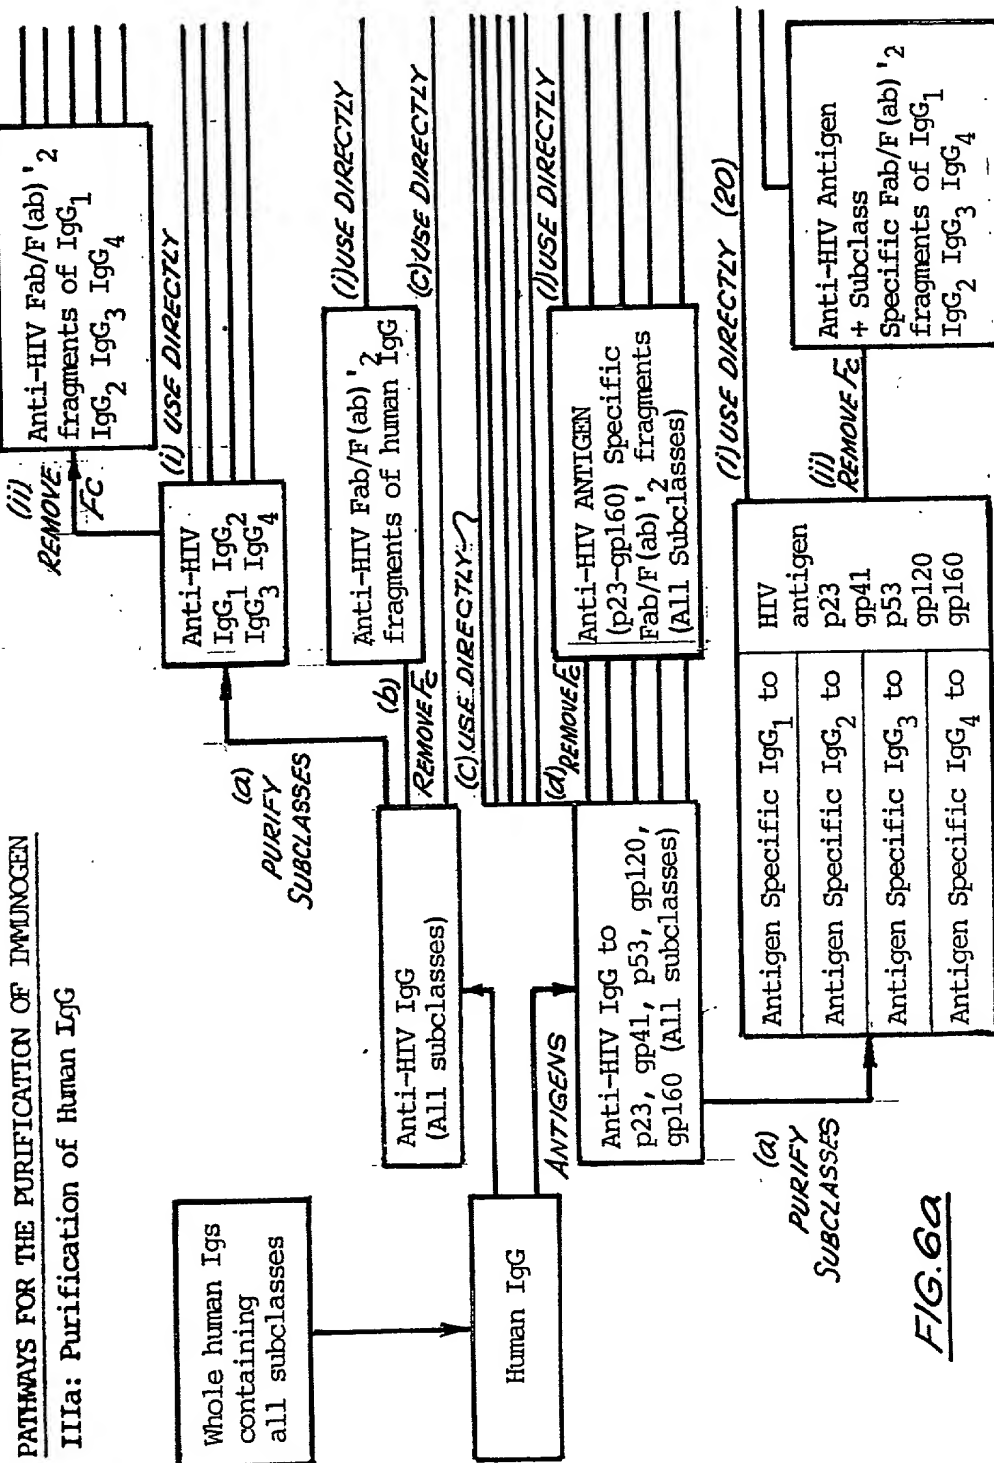 PATHWAYS FOR THE PURIFICATION OF IMMUNOGEN
IIIa: Purification of Human IgG
Whole human Igs
containing
all subclasses
Human IgG
ANTIGENS
Anti-HIV IgG
(All subclasses)
Anti-HIV IgG to
p23, gp41, p53, gp120,
gp160 (All subclasses)
(a)
PURIFY
SUBCLASSES
(b)
REMOVE Fc
(C) USE DIRECTLY
(C) USE DIRECTLY
(d) REMOVE Fc
(a)
PURIFY
SUBCLASSES
Anti-HIV
IgG1 IgG2
IgG3 IgG4
(i) USE DIRECTLY
(ii)
REMOVE
FC
Anti-HIV Fab/F(ab)'2
fragments of IgG1
IgG2 IgG3 IgG4
Anti-HIV Fab/F(ab)'2
fragments of human IgG
(i) USE DIRECTLY
Anti-HIV ANTIGEN
(p23-gp160) Specific
Fab/F(ab)'2 fragments
(All Subclasses)
(i) USE DIRECTLY
Antigen Specific IgG1 to
Antigen Specific IgG2 to
Antigen Specific IgG3 to
Antigen Specific IgG4 to
HIV
antigen
p23
gp41
p53
gp120
gp160
(i) USE DIRECTLY (20)
(ii)
REMOVE Fc
Anti-HIV Antigen
+ Subclass
Specific Fab/F(ab)'2
fragments of IgG1
IgG2 IgG3 IgG4
FIG. 6a